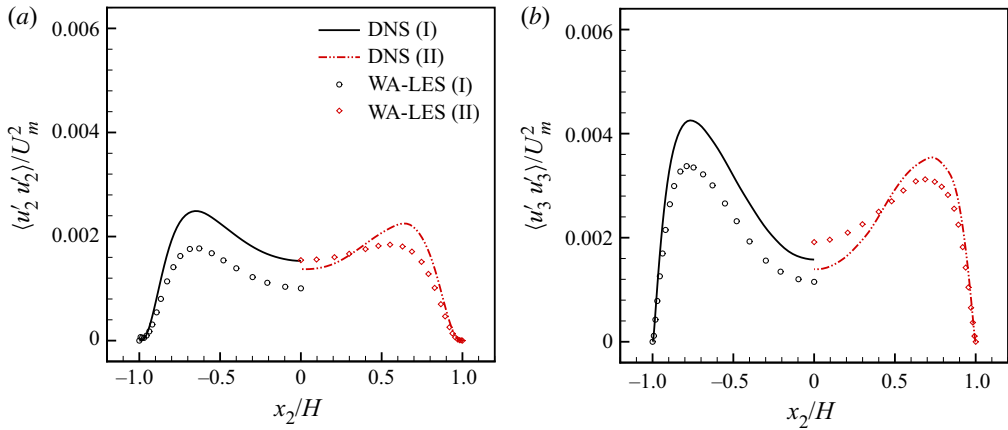 (a)
0.006
0.004
0.002
0
⟨u′2 u′2⟩/U2m
DNS (I)
DNS (II)
WA-LES (I)
WA-LES (II)
−1.0 −0.5 0 0.5 1.0
x2/H
(b)
0.006
0.004
0.002
0
⟨u′3 u′3⟩/U2m
−1.0 −0.5 0 0.5 1.0
x2/H